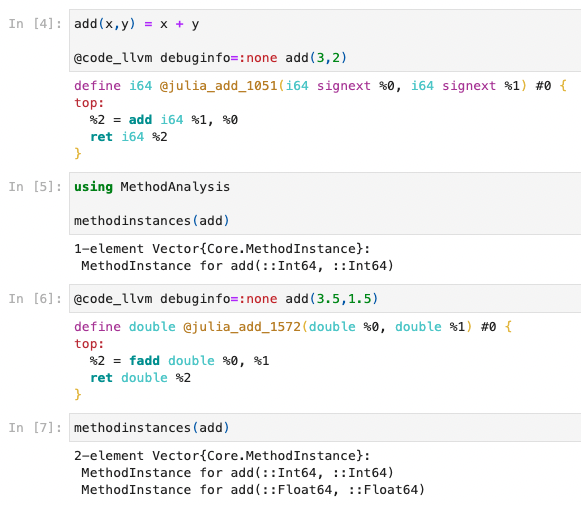 In [4]: add(x,y) = x + y
@code_llvm debuginfo=:none add(3,2)
define i64 @julia_add_1051(i64 signext %0, i64 signext %1) #0 {
top:
%2 = add i64 %1, %0
ret i64 %2
}
In [5]: using MethodAnalysis
methodinstances(add)
1-element Vector{Core.MethodInstance}:
MethodInstance for add(::Int64, ::Int64)
In [6]: @code_llvm debuginfo=:none add(3.5,1.5)
define double @julia_add_1572(double %0, double %1) #0 {
top:
%2 = fadd double %0, %1
ret double %2
}
In [7]: methodinstances(add)
2-element Vector{Core.MethodInstance}:
MethodInstance for add(::Int64, ::Int64)
MethodInstance for add(::Float64, ::Float64)